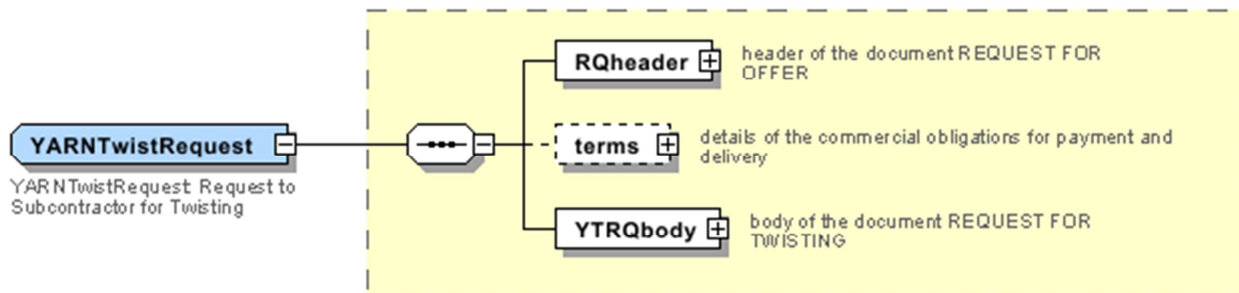 RQheader
header of the document REQUEST FOR
OFFER
YARNTwistRequest
terms
details of the commercial obligations for payment and
delivery
YARNTwistRequest: Request to
Subcontractor for Twisting
YTRQbody
body of the document REQUEST FOR
TWISTING